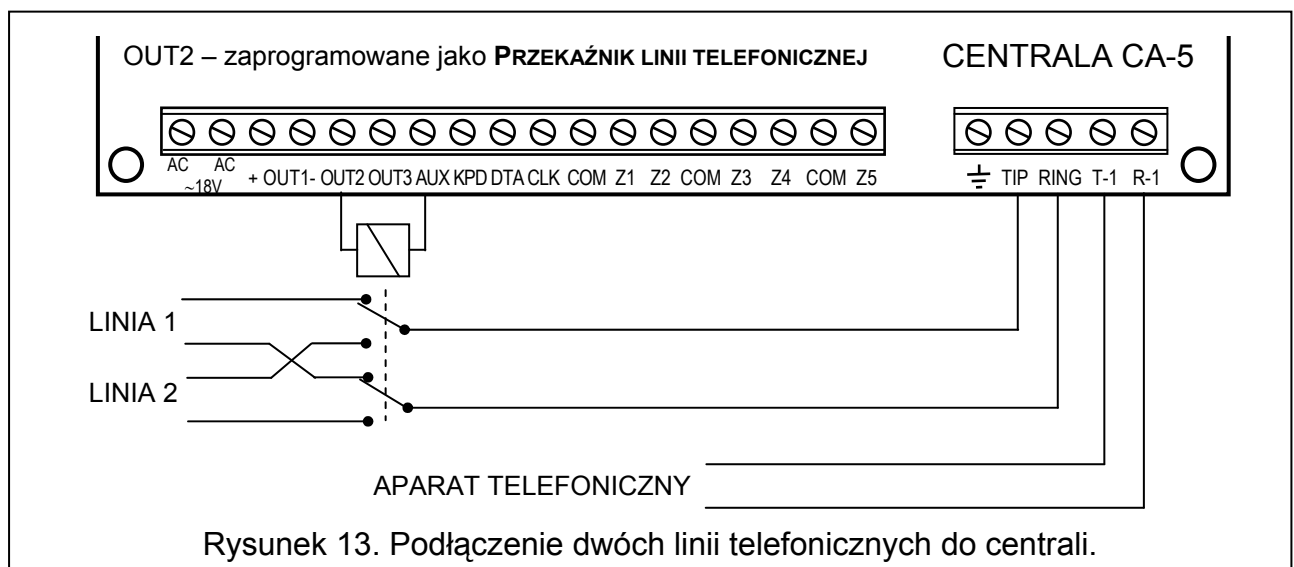 OUT2 – zaprogramowane jako PRZEKAŹNIK LINII TELEFONICZNEJ
CENTRALA CA-5
AC AC
~18V
+ OUT1- OUT2 OUT3 AUX KPD DTA CLK COM Z1 Z2 COM Z3 Z4 COM Z5
TIP RING T-1 R-1
LINIA 1
LINIA 2
APARAT TELEFONICZNY
Rysunek 13. Podłączenie dwóch linii telefonicznych do centrali.